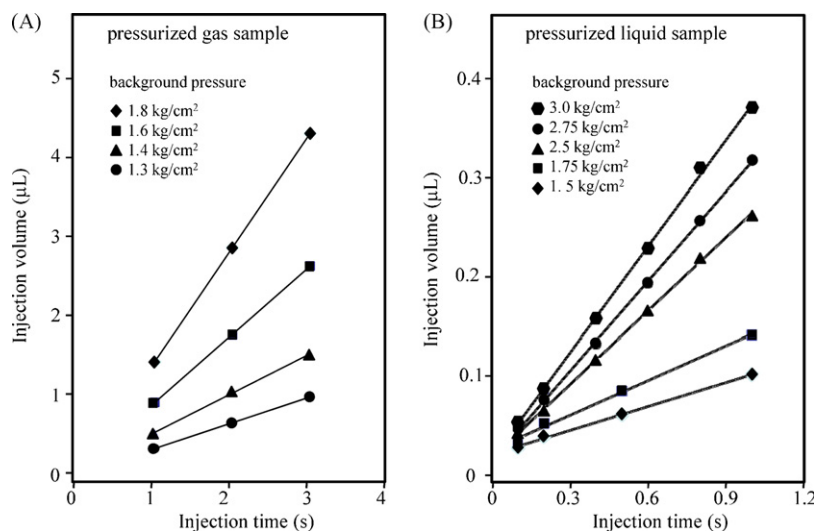 (A)
pressurized gas sample
background pressure
1.8 kg/cm²
1.6 kg/cm²
1.4 kg/cm²
1.3 kg/cm²
Injection volume (μL)
5
4
3
2
1
0
0 1 2 3 4
Injection time (s)
(B)
pressurized liquid sample
background pressure
3.0 kg/cm²
2.75 kg/cm²
2.5 kg/cm²
1.75 kg/cm²
1. 5 kg/cm²
Injection volume (μL)
0.4
0.3
0.2
0.1
0
0 0.3 0.6 0.9 1.2
Injection time (s)